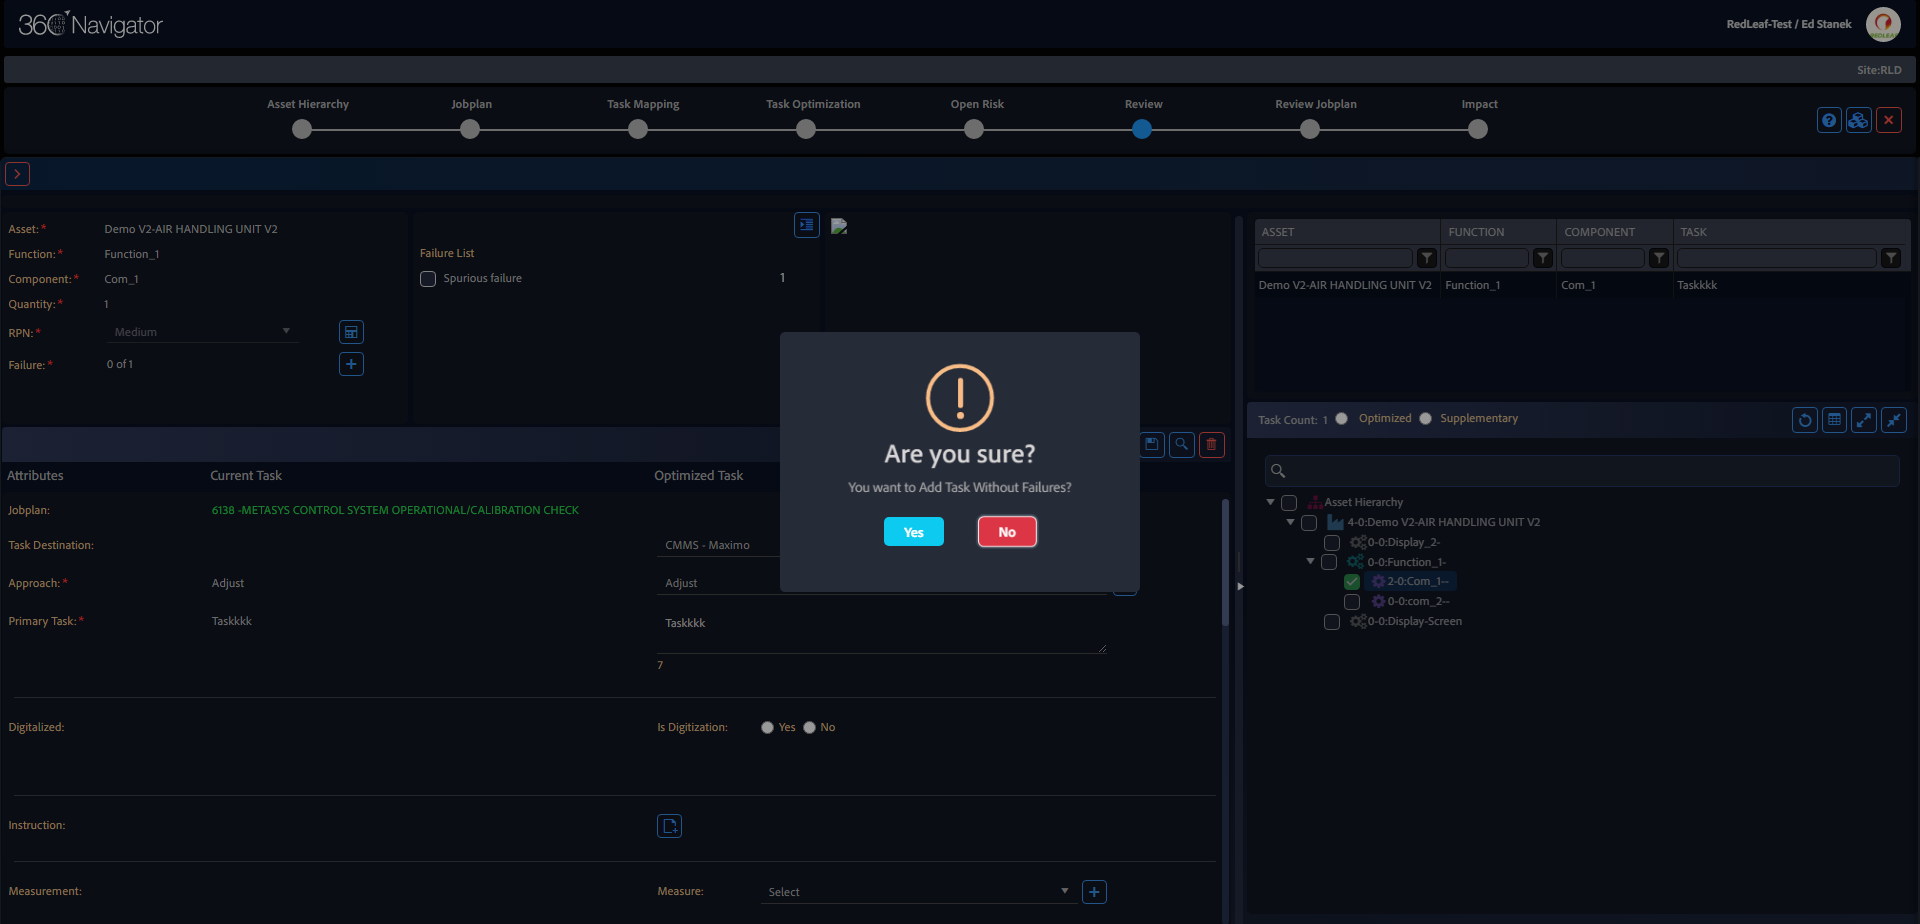 360 Navigator
RedLeaf-Test / Ed Stanek
REDLEAF
Site:RLD
Asset Hierarchy
Jobplan
Task Mapping
Task Optimization
Open Risk
Review
Review Jobplan
Impact
Asset:*
Demo V2-AIR HANDLING UNIT V2
Function:*
Function_1
Component:*
Com_1
Quantity:*
1
RPN:*
Medium
Failure:*
0 of 1
Failure List
Spurious failure
1
ASSET
FUNCTION
COMPONENT
TASK
Demo V2-AIR HANDLING UNIT V2
Function_1
Com_1
Taskkkk
Are you sure?
You want to Add Task Without Failures?
Yes
No
Attributes
Current Task
Optimized Task
Jobplan:
6138 -METASYS CONTROL SYSTEM OPERATIONAL/CALIBRATION CHECK
Task Destination:
CMMS - Maximo
Approach:*
Adjust
Adjust
Primary Task:*
Taskkkk
Taskkkk
7
Digitalized:
Is Digitization:
Yes
No
Instruction:
Measurement:
Measure:
Select
Task Count: 1
Optimized
Supplementary
Asset Hierarchy
4-0:Demo V2-AIR HANDLING UNIT V2
0-0:Display_2-
0-0:Function_1-
2-0:Com_1--
0-0:com_2--
0-0:Display-Screen